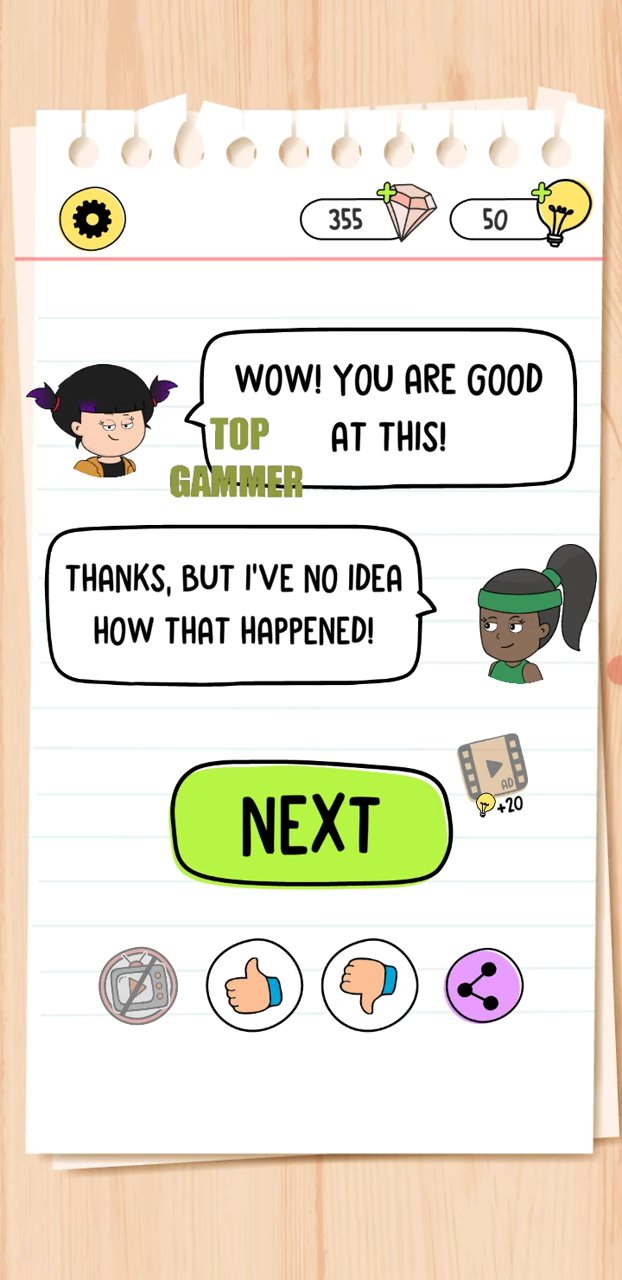 355
50
WOW! YOU ARE GOOD
AT THIS!
TOP
GAMMER
THANKS, BUT I'VE NO IDEA
HOW THAT HAPPENED!
AD
+20
NEXT